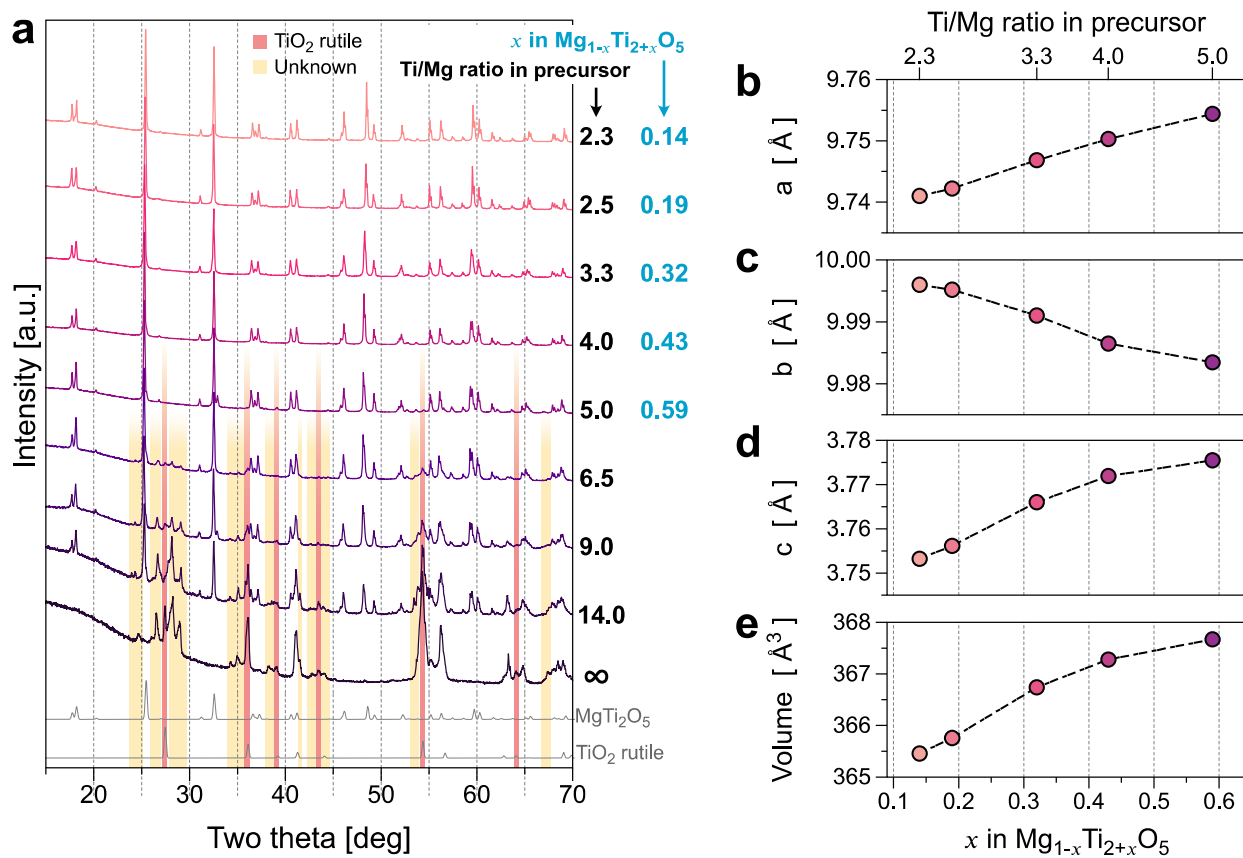 a
TiO2 rutile
Unknown
x in Mg1-xTi2+xO5
Ti/Mg ratio in precursor
2.3 0.14
2.5 0.19
3.3 0.32
4.0 0.43
5.0 0.59
6.5
9.0
14.0
∞
MgTi2O5
TiO2 rutile
Intensity [a.u.]
20 30 40 50 60 70
Two theta [deg]
Ti/Mg ratio in precursor
2.3 3.3 4.0 5.0
b
9.76
9.75
9.74
a [Å]
c
10.00
9.99
9.98
b [Å]
d
3.78
3.77
3.76
3.75
c [Å]
e
368
367
366
365
Volume [Å3]
0.1 0.2 0.3 0.4 0.5 0.6
x in Mg1-xTi2+xO5